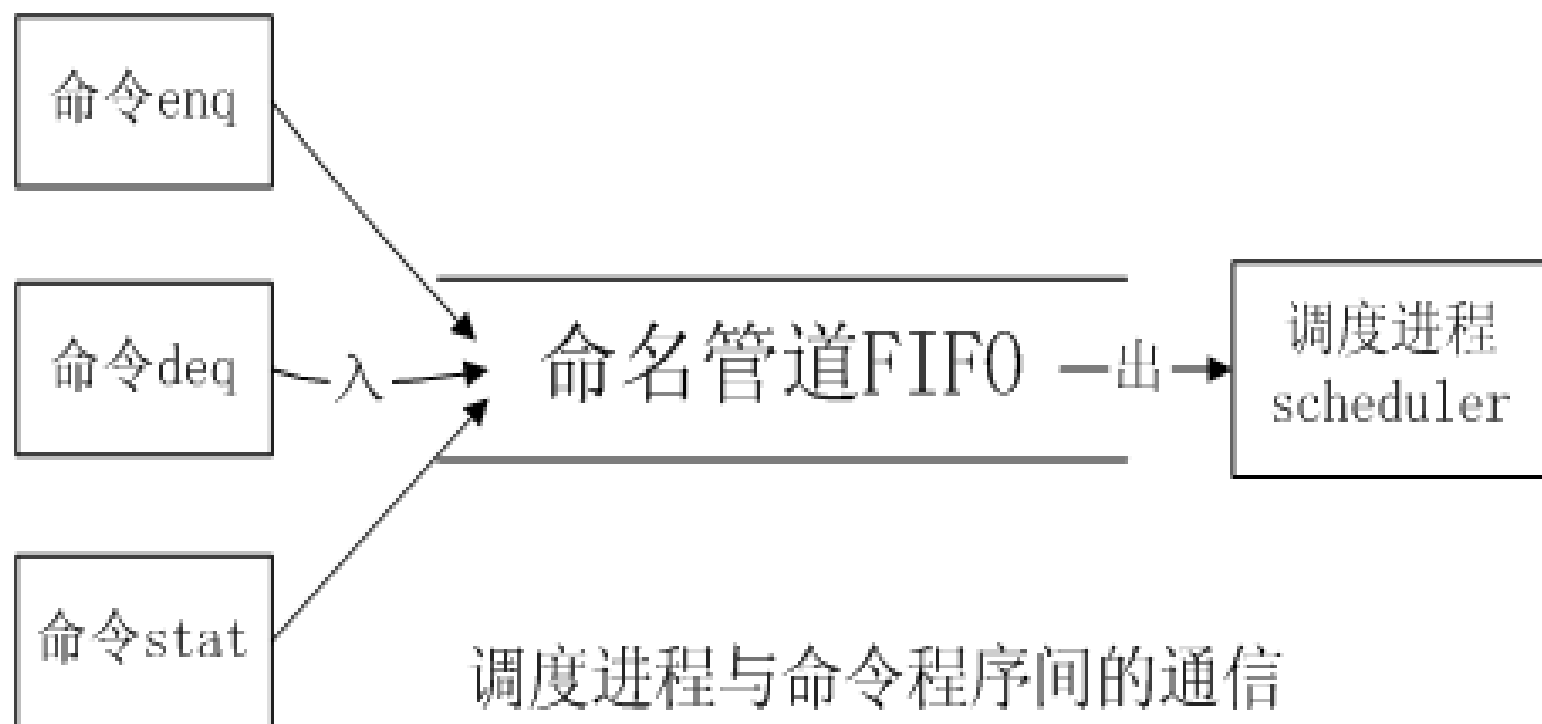 命令enq
命令deq
入
命名管道FIFO
出
调度进程
scheduler
命令stat
调度进程与命令程序间的通信